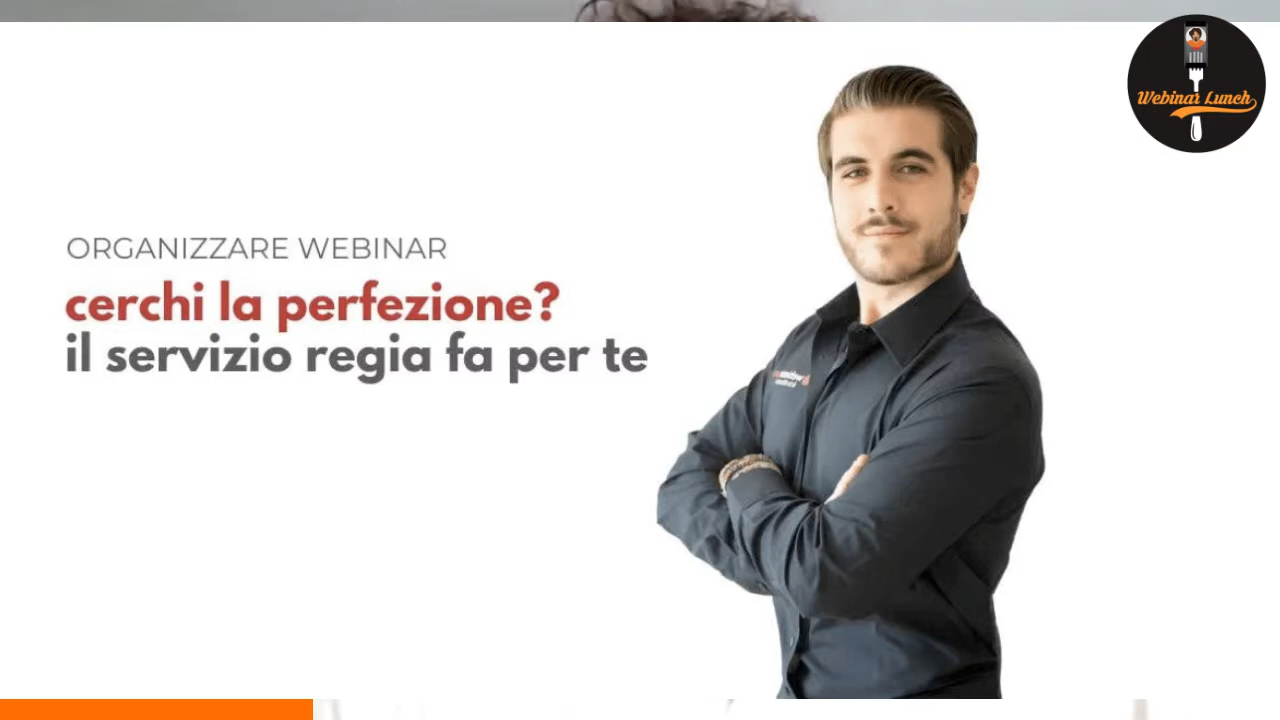 Webinar Lunch
ORGANIZZARE WEBINAR
cerchi la perfezione?
il servizio regia fa per te